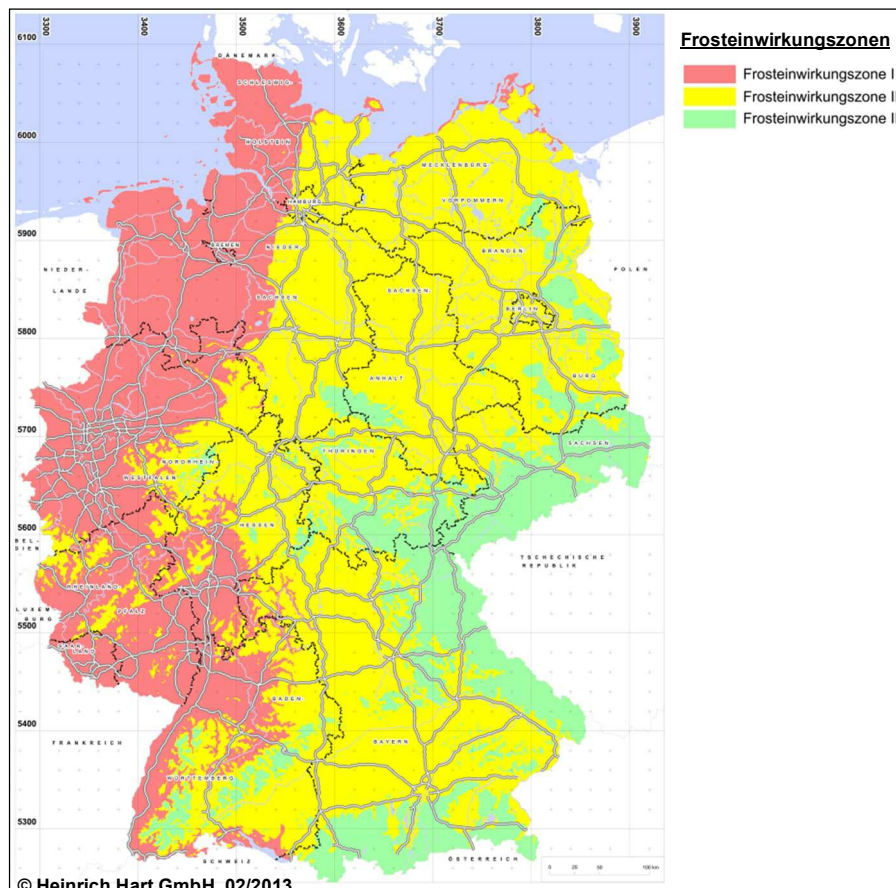 Frosteinwirkungszonen
Frosteinwirkungszone I
Frosteinwirkungszone II
Frosteinwirkungszone II
3300 3400 3500 3600 3700 3800 3900
6100
6000
5900
5800
5700
5600
5500
5400
5300
DÄNEMARK
SCHLESWIG-
HOLSTEIN
MECKLENBURG
VORPOMMERN
HAMBURG
BREMEN
NIEDER-
SACHSEN
BRANDEN-
BURG
BERLIN
POLEN
NIEDER-
LANDE
SACHSEN-
ANHALT
SACHSEN
NORDRHEIN
WESTFALEN
THÜRINGEN
HESSEN
BEL-
GIEN
RHEINLAND-
PFALZ
LUXEM-
BURG
SAAR-
LAND
TSCHECHISCHE
REPUBLIK
BADEN-
WÜRTTEMBERG
BAYERN
FRANKREICH
SCHWEIZ
ÖSTERREICH
0 25 50 100 km
© Heinrich Hart GmbH, 02/2013